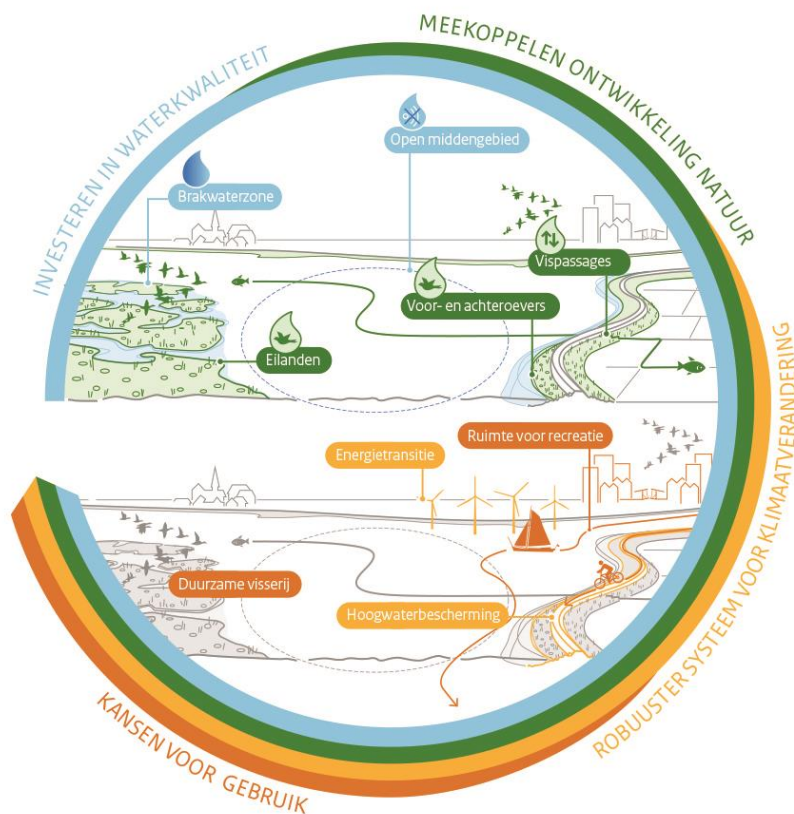 INVESTEREN IN WATERKWALITEIT
MEEKOPPELEN ONTWIKKELING NATUUR
ROBUUSTER SYSTEEM VOOR KLIMAATVERANDERING
KANSEN VOOR GEBRUIK
Open middengebied
Brakwaterzone
Vispassages
Voor- en achteroevers
Eilanden
Ruimte voor recreatie
Energietransitie
Duurzame visserij
Hoogwaterbescherming